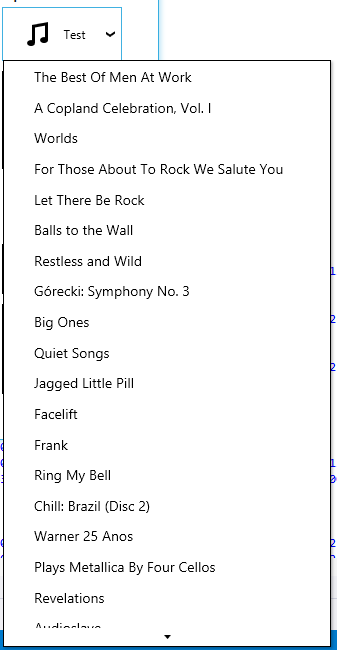 Test
The Best Of Men At Work
A Copland Celebration, Vol. I
Worlds
For Those About To Rock We Salute You
Let There Be Rock
Balls to the Wall
Restless and Wild
Górecki: Symphony No. 3
Big Ones
Quiet Songs
Jagged Little Pill
Facelift
Frank
Ring My Bell
Chill: Brazil (Disc 2)
Warner 25 Anos
Plays Metallica By Four Cellos
Revelations
Audioslave